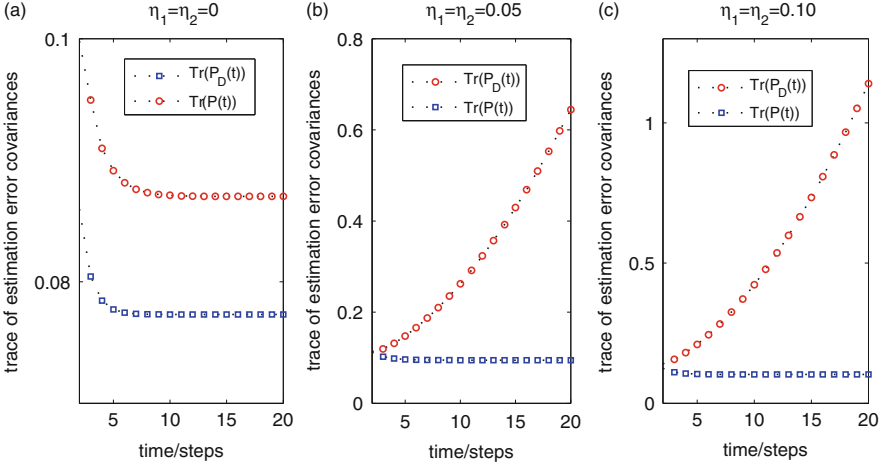 (a)
η₁=η₂=0
trace of estimation error covariances
0.1
0.08
Tr(P_D(t))
Tr(P(t))
5
10
15
20
time/steps
(b)
η₁=η₂=0.05
trace of estimation error covariances
0.8
0.6
0.4
0.2
0
Tr(P_D(t))
Tr(P(t))
5
10
15
20
time/steps
(c)
η₁=η₂=0.10
trace of estimation error covariances
1
0.5
0
Tr(P_D(t))
Tr(P(t))
5
10
15
20
time/steps